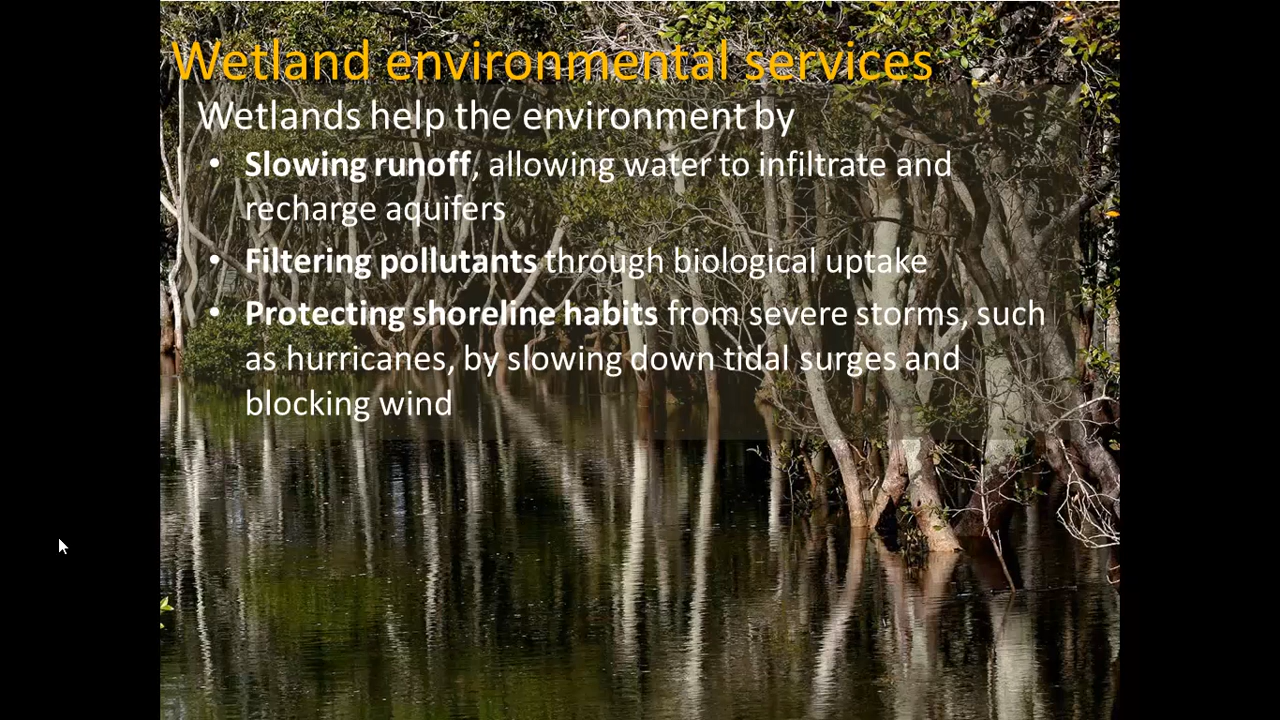 Wetland environmental services
Wetlands help the environment by
• Slowing runoff, allowing water to infiltrate and
recharge aquifers
• Filtering pollutants through biological uptake
• Protecting shoreline habits from severe storms, such
as hurricanes, by slowing down tidal surges and
blocking wind